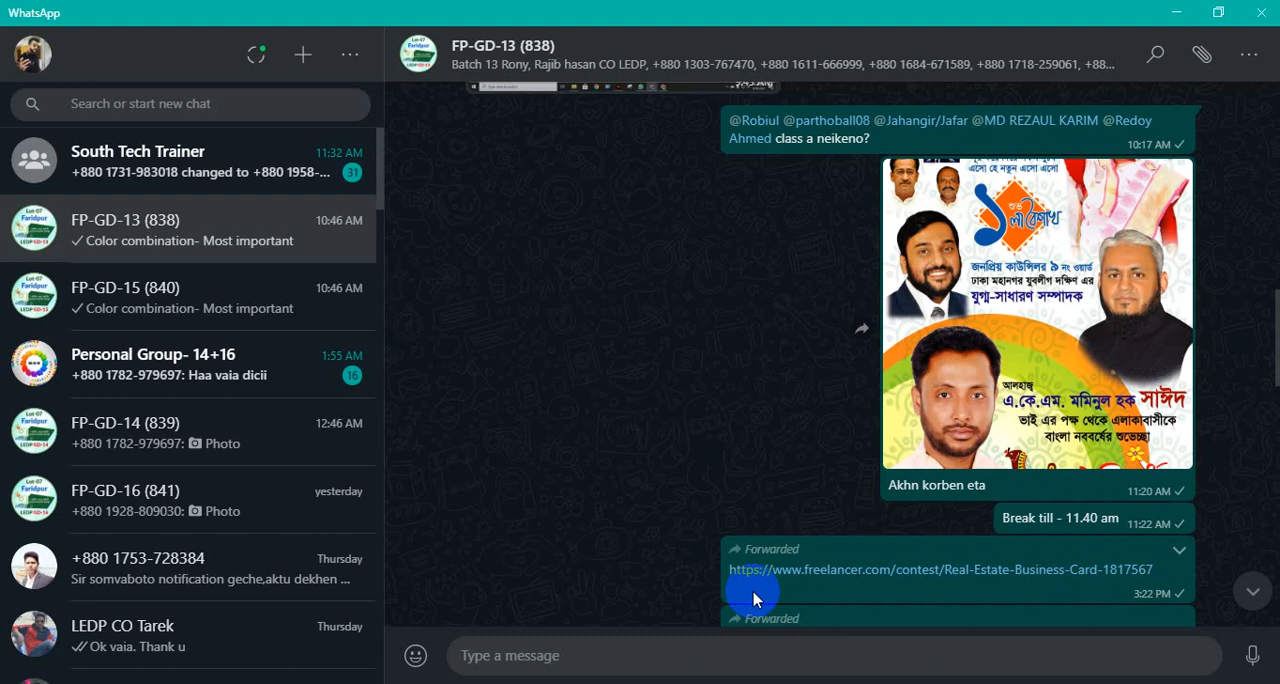 WhatsApp
Search or start new chat
South Tech Trainer
11:32 AM
+880 1731-983018 changed to +880 1958-...
31
FP-GD-13 (838)
10:46 AM
Color combination- Most important
FP-GD-15 (840)
10:46 AM
Color combination- Most important
Personal Group- 14+16
1:55 AM
+880 1782-979697: Haa vaia dicii
16
FP-GD-14 (839)
12:46 AM
+880 1782-979697: Photo
FP-GD-16 (841)
yesterday
+880 1928-809030: Photo
+880 1753-728384
Thursday
Sir somvaboto notification geche,aktu dekhen ...
LEDP CO Tarek
Thursday
Ok vaia. Thank u
FP-GD-13 (838)
Batch 13 Rony, Rajib hasan CO LEDP, +880 1303-767470, +880 1611-666999, +880 1684-671589, +880 1718-259061, +88...
@Robiul @parthoball08 @Jahangir/Jafar @MD REZAUL KARIM @Redoy
Ahmed class a neikeno?
10:17 AM
এসো হে নতুন এসো এসো
শুভ
১লা বৈশাখ
জনপ্রিয় কাউন্সিলর ৯ নং ওয়ার্ড
ঢাকা মহানগর যুবলীগ দক্ষিণ এর
যুগ্ম-সাধারণ সম্পাদক
আলহাজ্ব
এ.কে.এম. মমিনুল হক সাঈদ
ভাই এর পক্ষ থেকে এলাকাবাসীকে
বাংলা নববর্ষের শুভেচ্ছা
Akhn korben eta
11:20 AM
Break till - 11.40 am
11:22 AM
Forwarded
https://www.freelancer.com/contest/Real-Estate-Business-Card-1817567
3:22 PM
Forwarded
Type a message